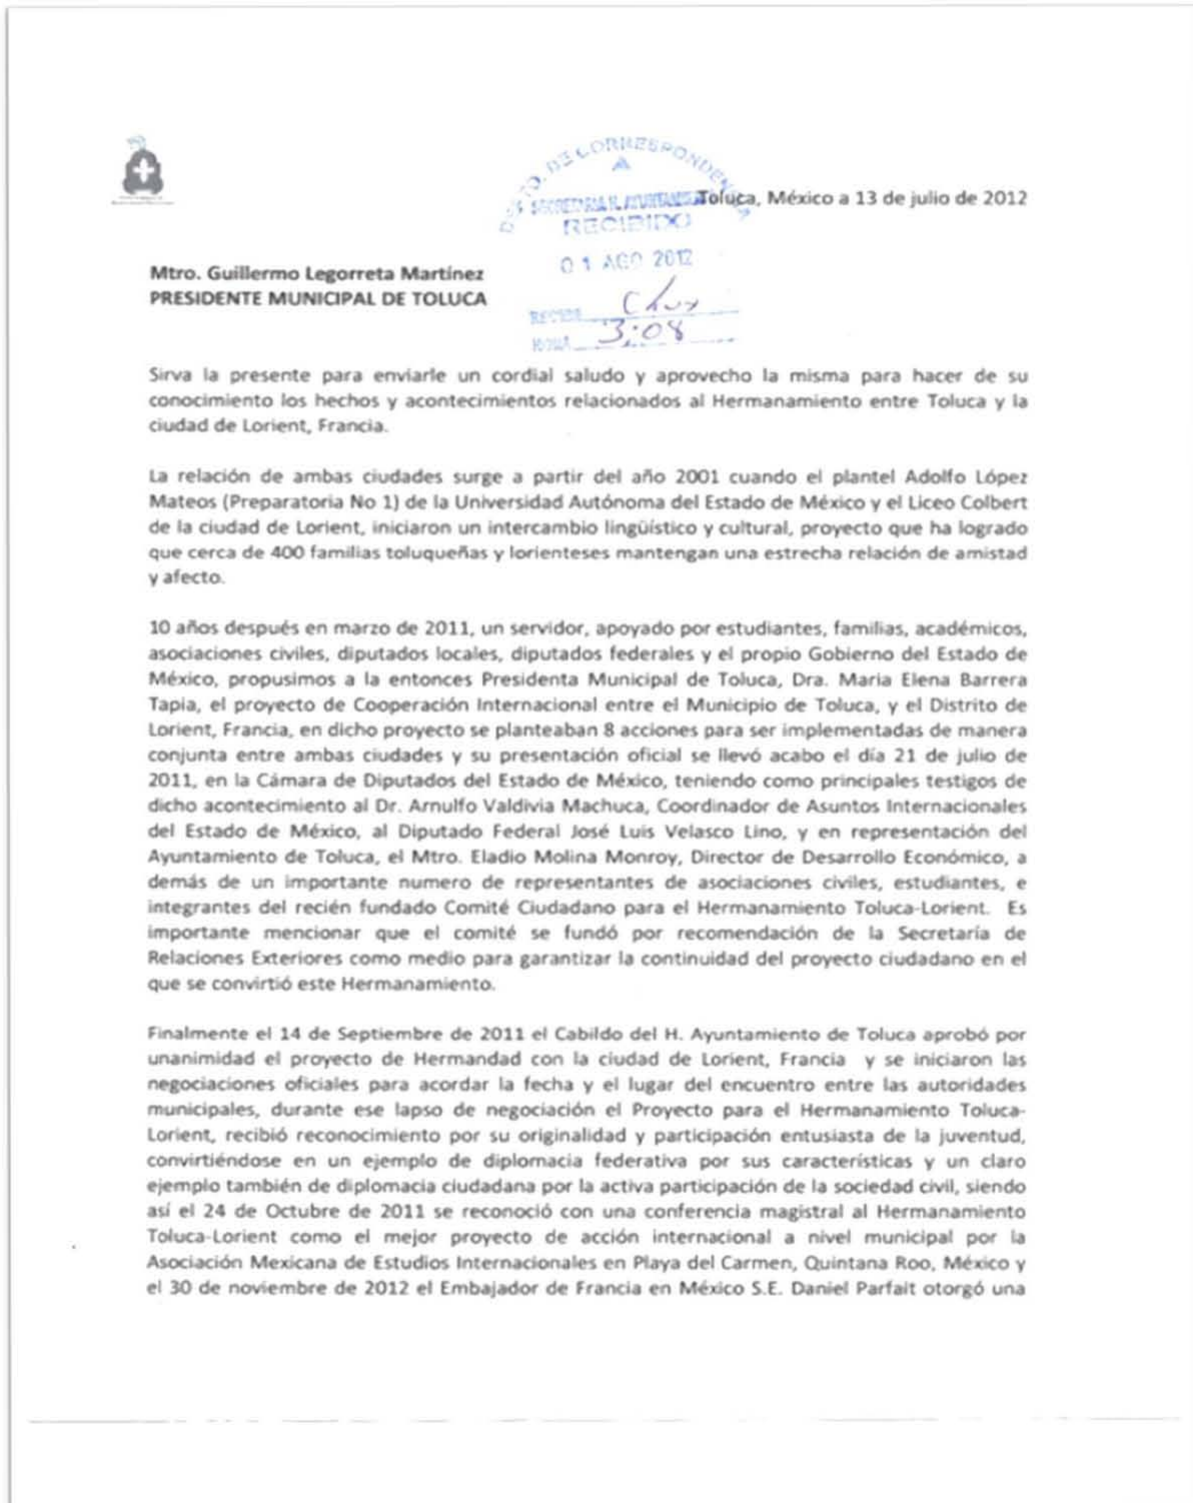 DEPTO. DE CORRESPONDENCIA
A
SECRETARIA H. AYUNTAMIENTO
RECIBIDO
Toluca, México a 13 de julio de 2012
0 1 AGO 2012
Mtro. Guillermo Legorreta Martínez
PRESIDENTE MUNICIPAL DE TOLUCA
RECIBE
HORA 3:08
Sirva la presente para enviarle un cordial saludo y aprovecho la misma para hacer de su
conocimiento los hechos y acontecimientos relacionados al Hermanamiento entre Toluca y la
ciudad de Lorient, Francia.
La relación de ambas ciudades surge a partir del año 2001 cuando el plantel Adolfo López
Mateos (Preparatoria No 1) de la Universidad Autónoma del Estado de México y el Liceo Colbert
de la ciudad de Lorient, iniciaron un intercambio lingüístico y cultural, proyecto que ha logrado
que cerca de 400 familias toluqueñas y lorienteses mantengan una estrecha relación de amistad
y afecto.
10 años después en marzo de 2011, un servidor, apoyado por estudiantes, familias, académicos,
asociaciones civiles, diputados locales, diputados federales y el propio Gobierno del Estado de
México, propusimos a la entonces Presidenta Municipal de Toluca, Dra. Maria Elena Barrera
Tapia, el proyecto de Cooperación Internacional entre el Municipio de Toluca, y el Distrito de
Lorient, Francia, en dicho proyecto se planteaban 8 acciones para ser implementadas de manera
conjunta entre ambas ciudades y su presentación oficial se llevó acabo el día 21 de julio de
2011, en la Cámara de Diputados del Estado de México, teniendo como principales testigos de
dicho acontecimiento al Dr. Arnulfo Valdivia Machuca, Coordinador de Asuntos Internacionales
del Estado de México, al Diputado Federal José Luis Velasco Lino, y en representación del
Ayuntamiento de Toluca, el Mtro. Eladio Molina Monroy, Director de Desarrollo Económico, a
demás de un importante numero de representantes de asociaciones civiles, estudiantes, e
integrantes del recién fundado Comité Ciudadano para el Hermanamiento Toluca-Lorient. Es
importante mencionar que el comité se fundó por recomendación de la Secretaría de
Relaciones Exteriores como medio para garantizar la continuidad del proyecto ciudadano en el
que se convirtió este Hermanamiento.
Finalmente el 14 de Septiembre de 2011 el Cabildo del H. Ayuntamiento de Toluca aprobó por
unanimidad el proyecto de Hermandad con la ciudad de Lorient, Francia y se iniciaron las
negociaciones oficiales para acordar la fecha y el lugar del encuentro entre las autoridades
municipales, durante ese lapso de negociación el Proyecto para el Hermanamiento Toluca-
Lorient, recibió reconocimiento por su originalidad y participación entusiasta de la juventud,
convirtiéndose en un ejemplo de diplomacia federativa por sus características y un claro
ejemplo también de diplomacia ciudadana por la activa participación de la sociedad civil, siendo
así el 24 de Octubre de 2011 se reconoció con una conferencia magistral al Hermanamiento
Toluca-Lorient como el mejor proyecto de acción internacional a nivel municipal por la
Asociación Mexicana de Estudios Internacionales en Playa del Carmen, Quintana Roo, México y
el 30 de noviembre de 2012 el Embajador de Francia en México S.E. Daniel Parfait otorgó una